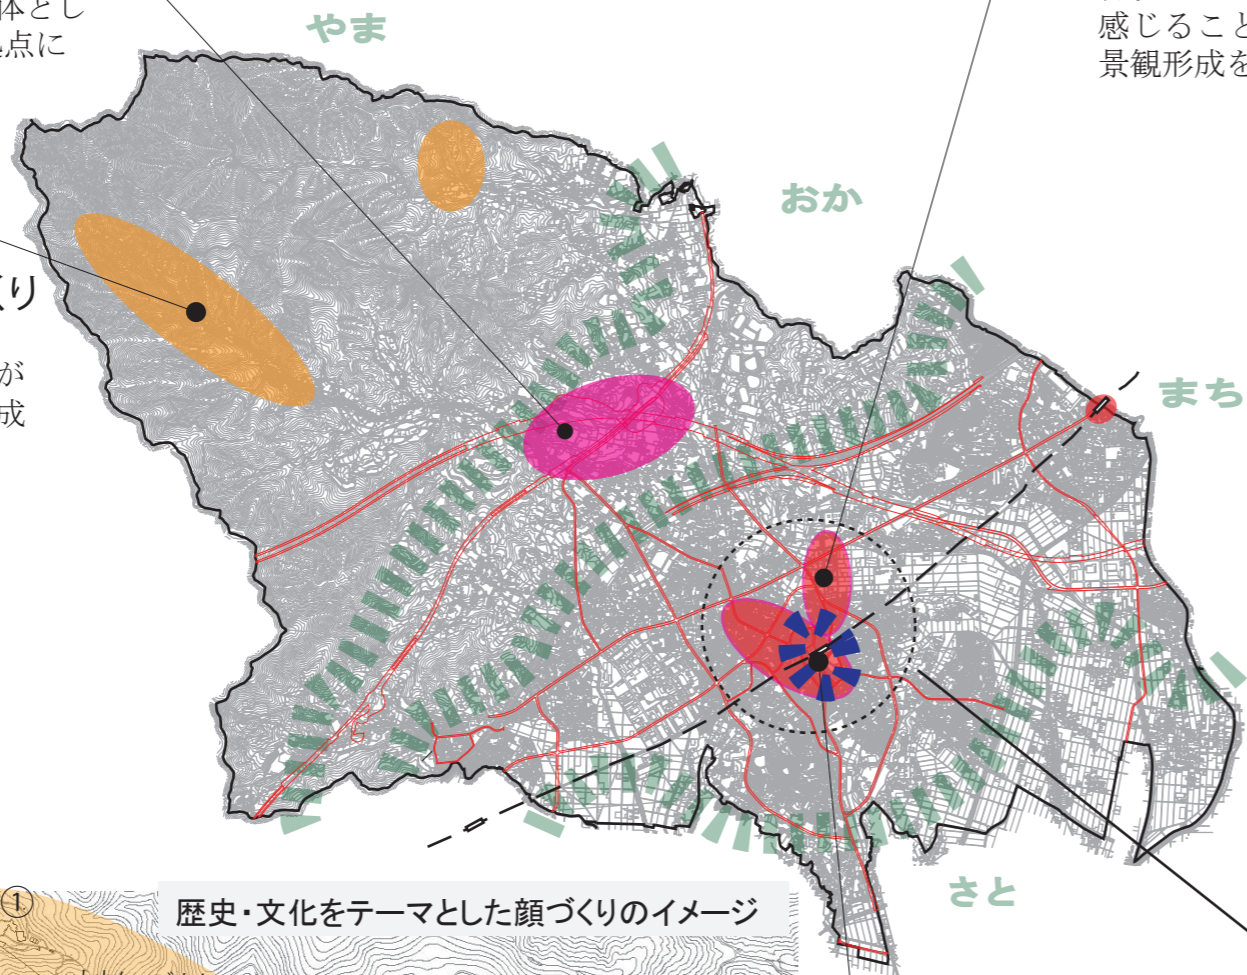 体とし
点に
やま
感じること
景観形成を
おか
り
が
成
まち
さと
①
歴史・文化をテーマとした顔づくりのイメージ